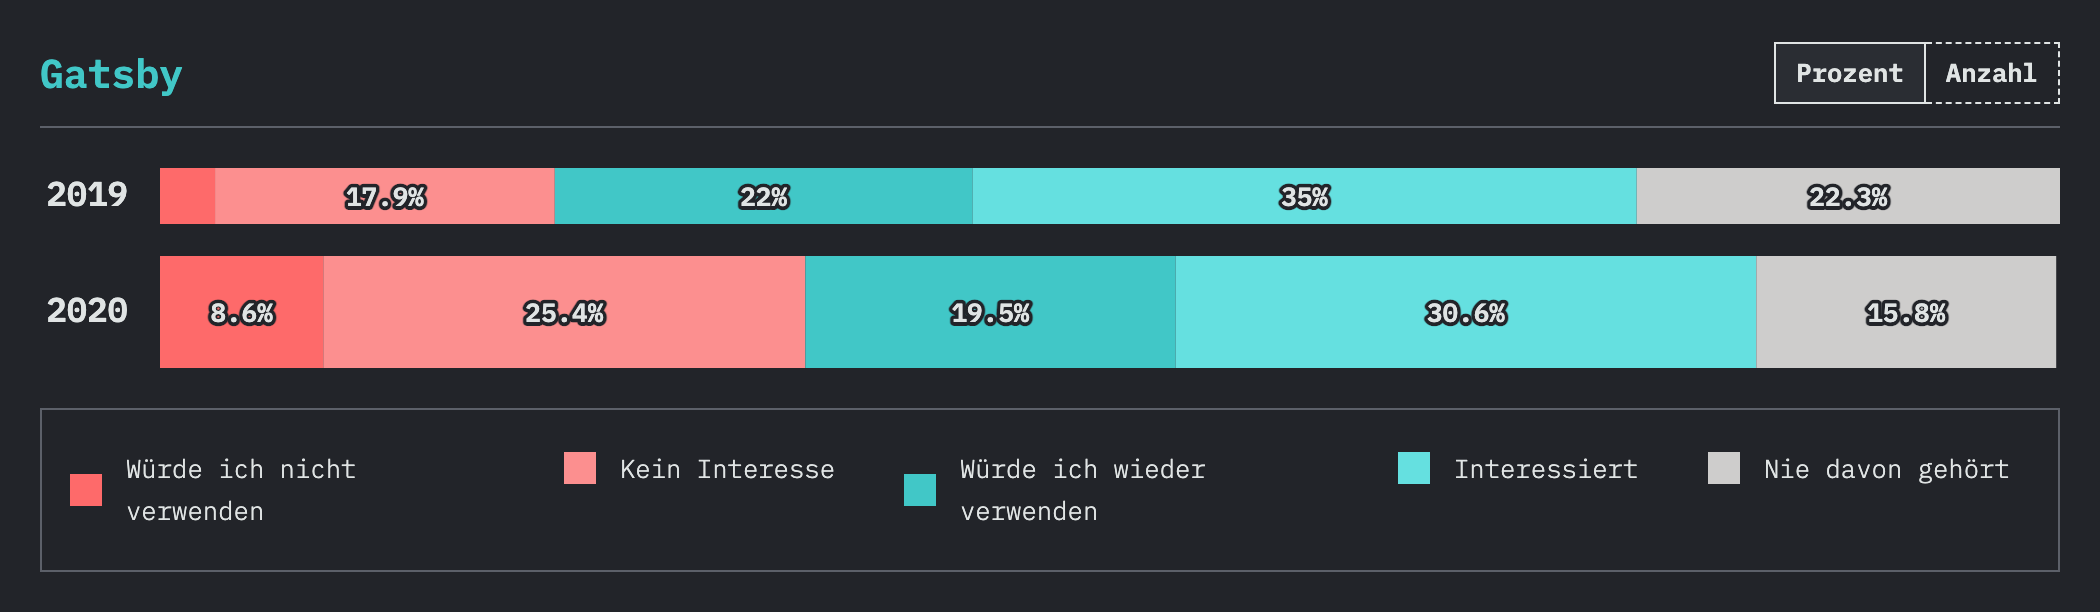 Gatsby
Prozent Anzahl
2019 17.9% 22% 35% 22.3%
2020 8.6% 25.4% 19.5% 30.6% 15.8%
Würde ich nicht
verwenden
Kein Interesse
Würde ich wieder
verwenden
Interessiert
Nie davon gehört